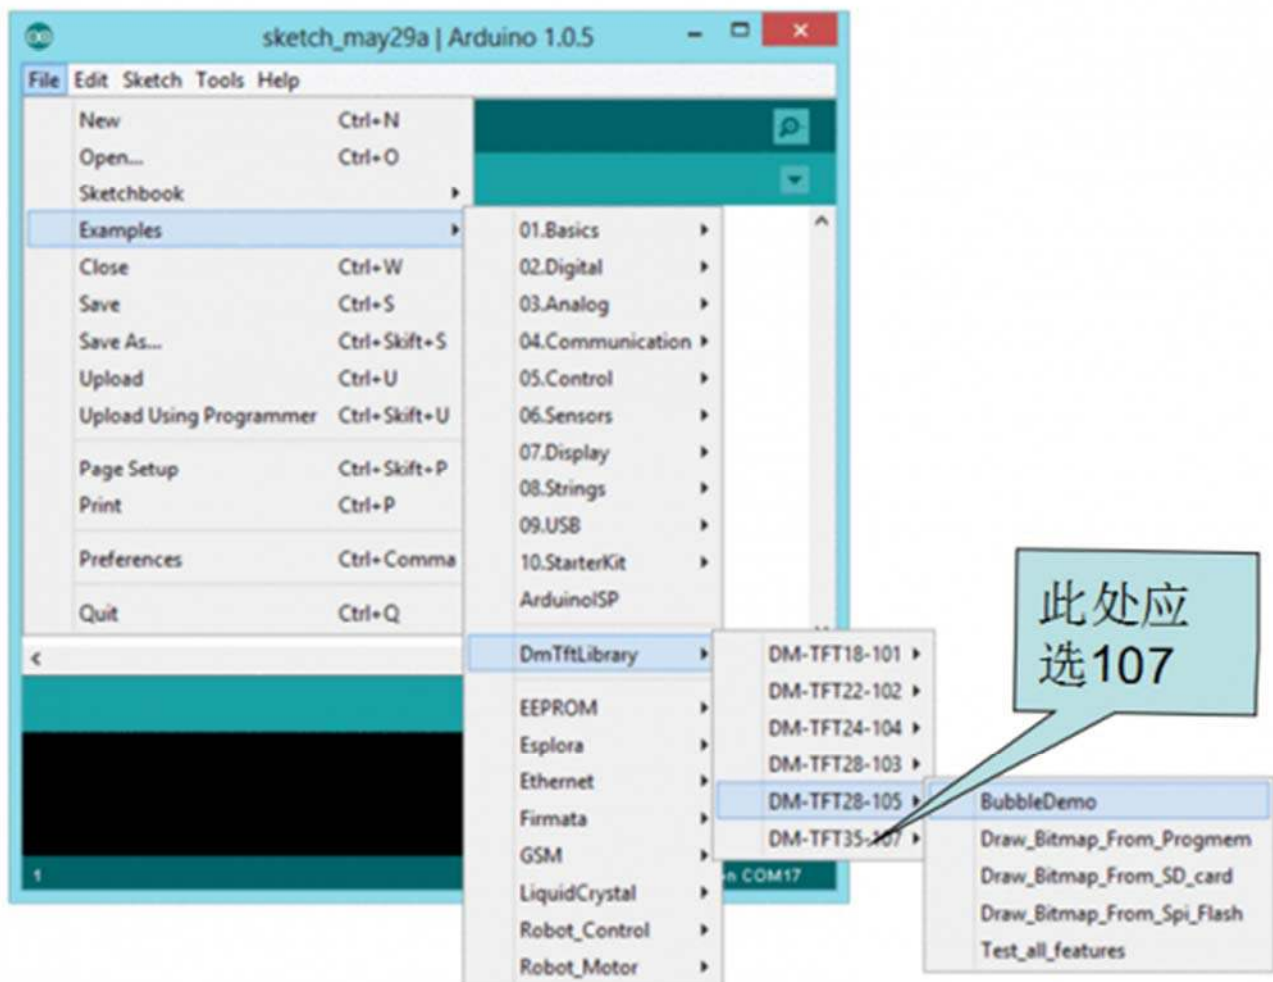 sketch_may29a | Arduino 1.0.5
File Edit Sketch Tools Help
New Ctrl+N
Open... Ctrl+O
Sketchbook
Examples
Close Ctrl+W
Save Ctrl+S
Save As... Ctrl+Skift+S
Upload Ctrl+U
Upload Using Programmer Ctrl+Skift+U
Page Setup Ctrl+Skift+P
Print Ctrl+P
Preferences Ctrl+Comma
Quit Ctrl+Q
01.Basics
02.Digital
03.Analog
04.Communication
05.Control
06.Sensors
07.Display
08.Strings
09.USB
10.StarterKit
ArduinoISP
DmTftLibrary
EEPROM
Esplora
Ethernet
Firmata
GSM
LiquidCrystal
Robot_Control
Robot_Motor
DM-TFT18-101
DM-TFT22-102
DM-TFT24-104
DM-TFT28-103
DM-TFT28-105
DM-TFT35-107
BubbleDemo
Draw_Bitmap_From_Progmem
Draw_Bitmap_From_SD_card
Draw_Bitmap_From_Spi_Flash
Test_all_features
此处应
选107
1 n COM17